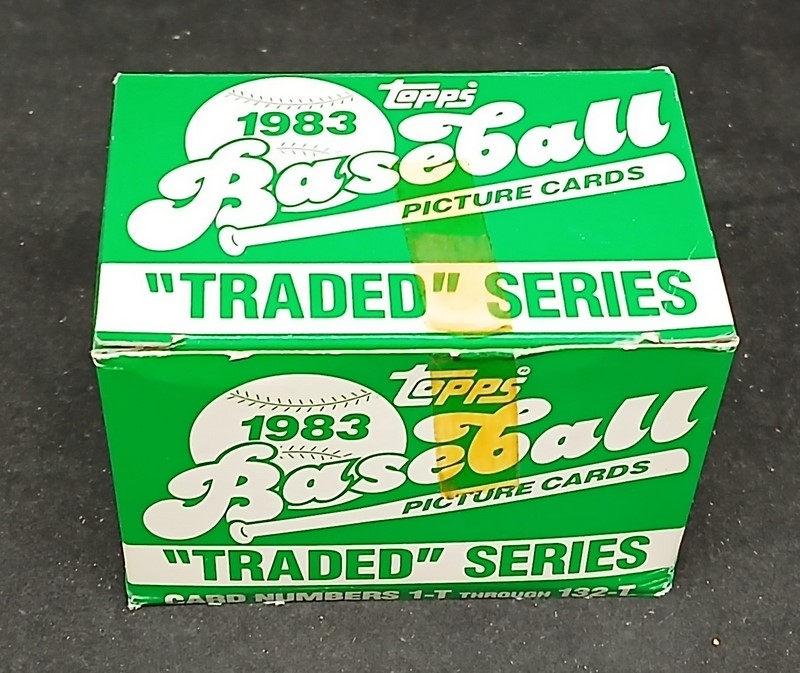 topps
1983
Baseball
PICTURE CARDS
"TRADED" SERIES
topps
1983
Baseball
PICTURE CARDS
"TRADED" SERIES
CARD NUMBERS 1-T THROUGH 132-T